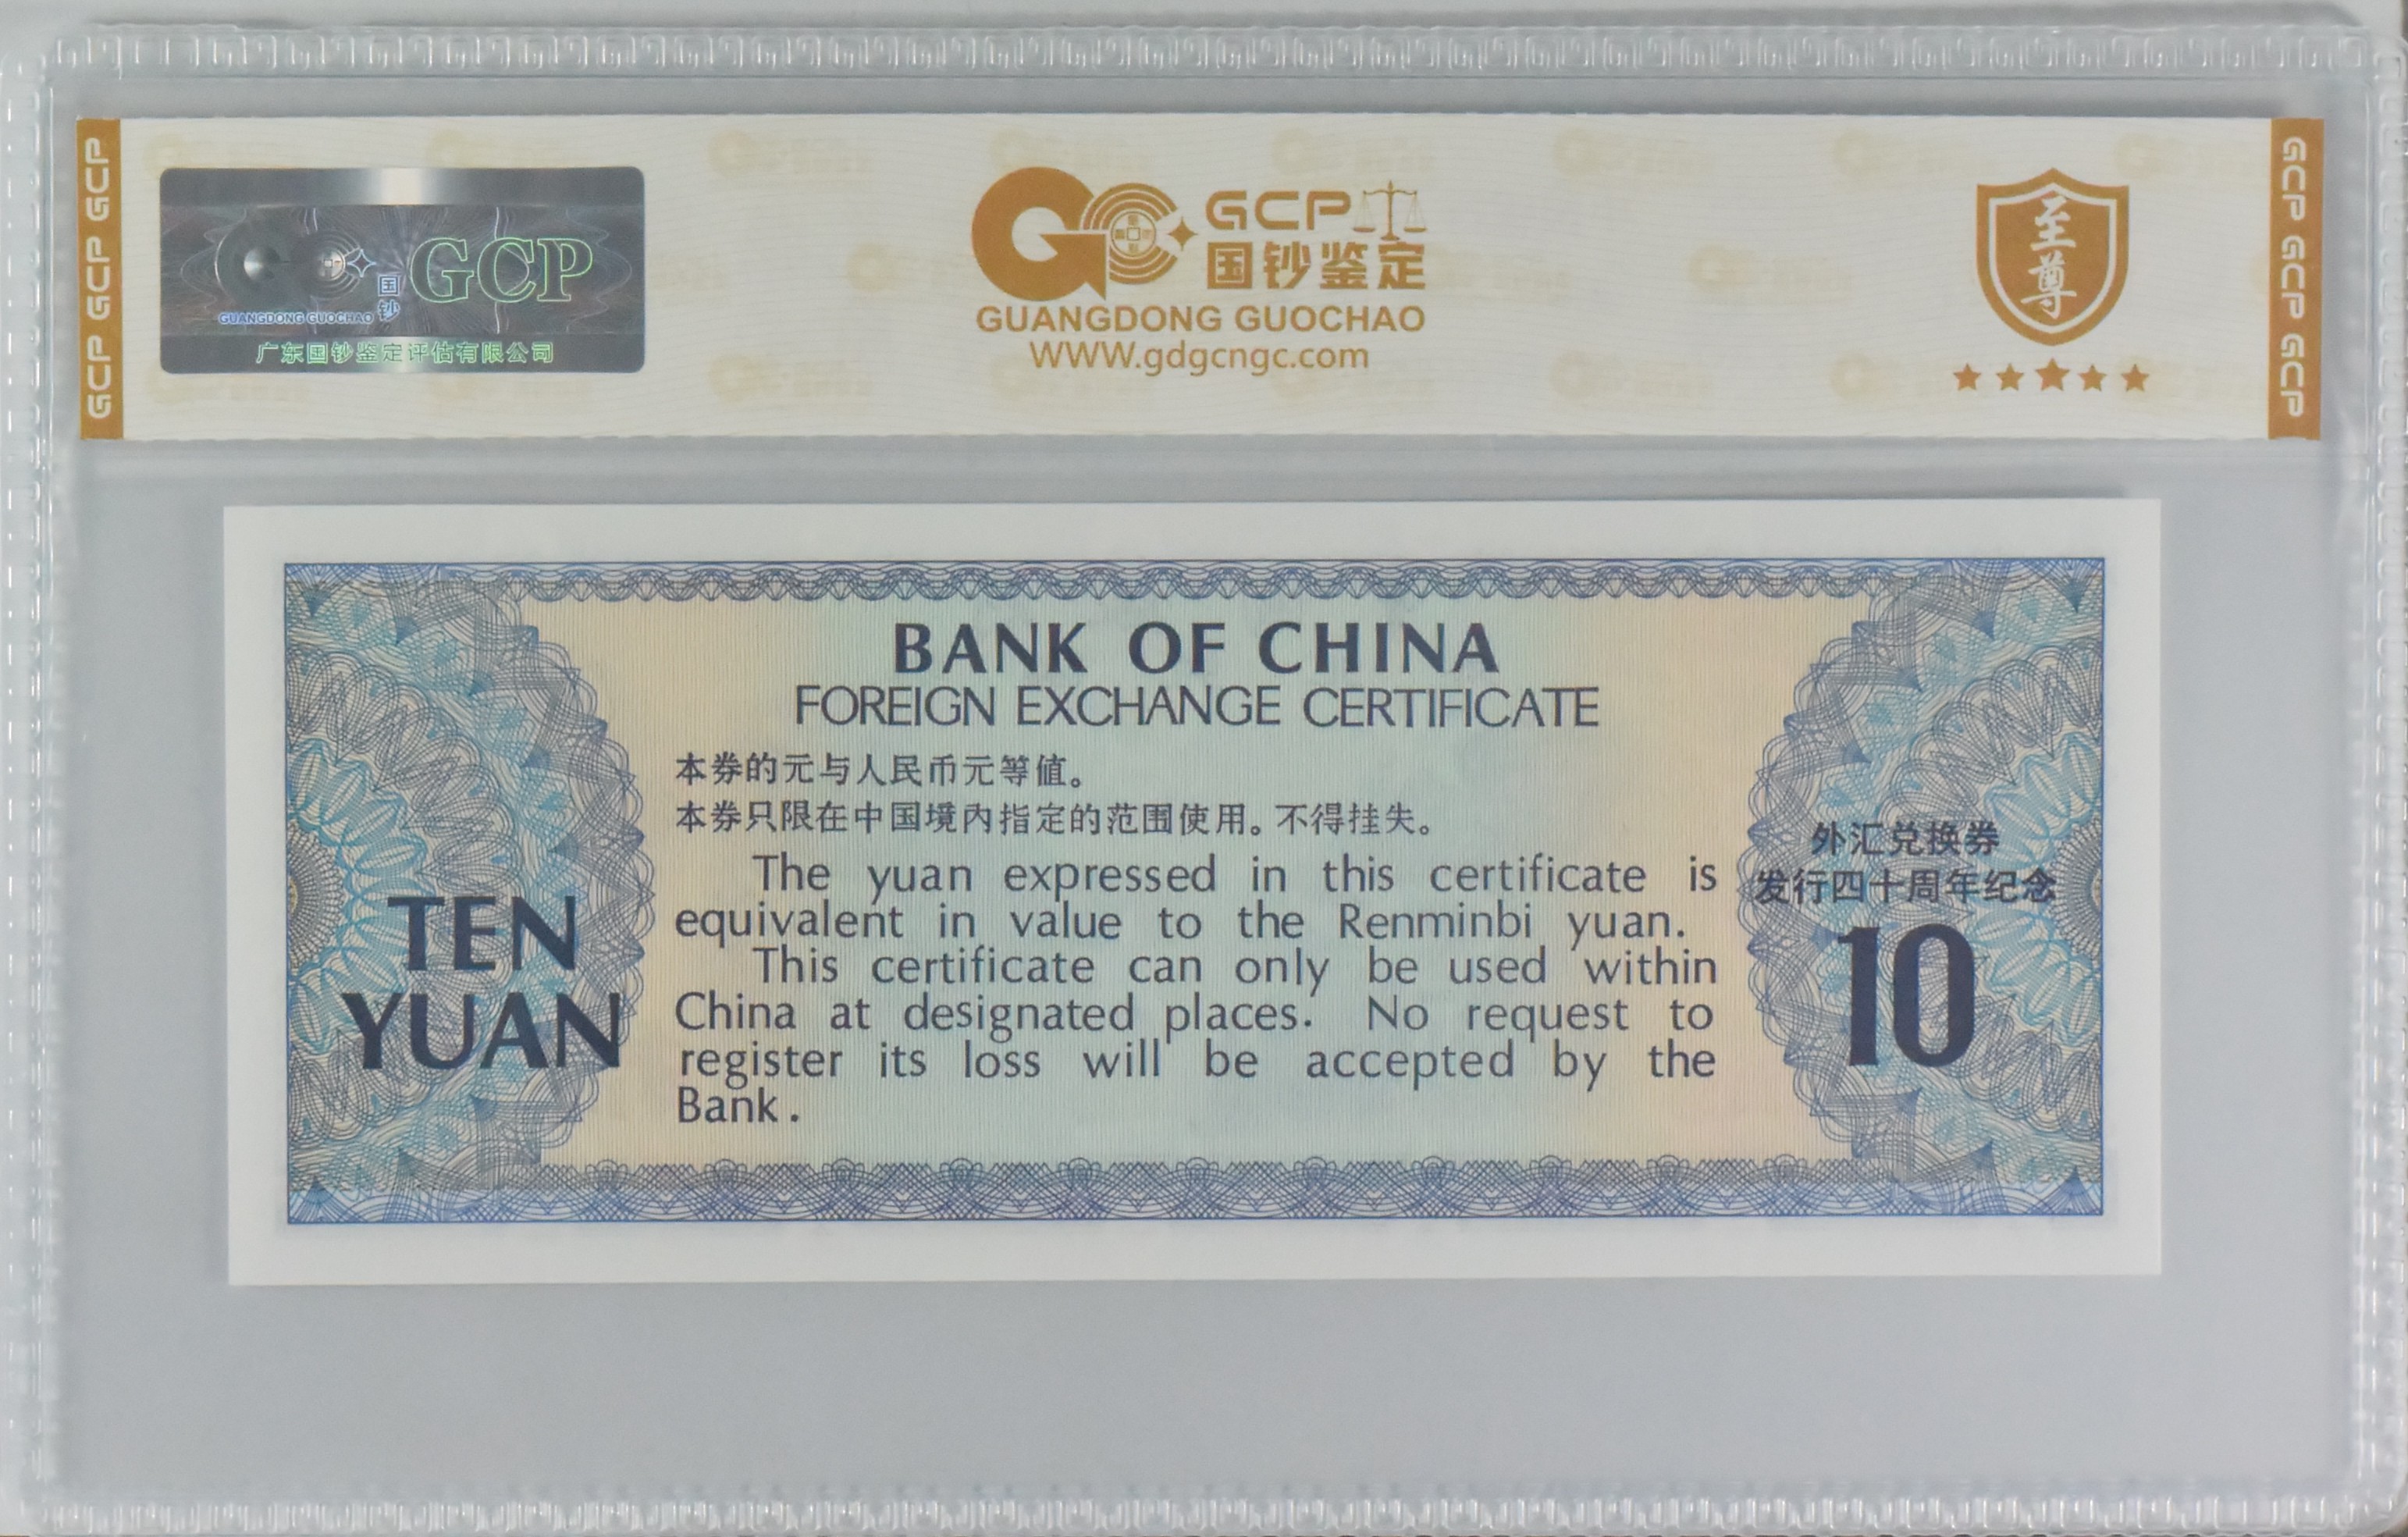 GCP GCP GCP
国钞 GCP
GUANGDONG GUOCHAO
广东国钞鉴定评估有限公司
GCP
国钞鉴定
GUANGDONG GUOCHAO
WWW.gdgcngc.com
至尊
GCP GCP GCP
BANK OF CHINA
FOREIGN EXCHANGE CERTIFICATE
本券的元与人民币元等值。
本券只限在中国境内指定的范围使用。不得挂失。
The yuan expressed in this certificate is
equivalent in value to the Renminbi yuan.
This certificate can only be used within
China at designated places. No request to
register its loss will be accepted by the
Bank.
TEN
YUAN
外汇兑换券
发行四十周年纪念
10